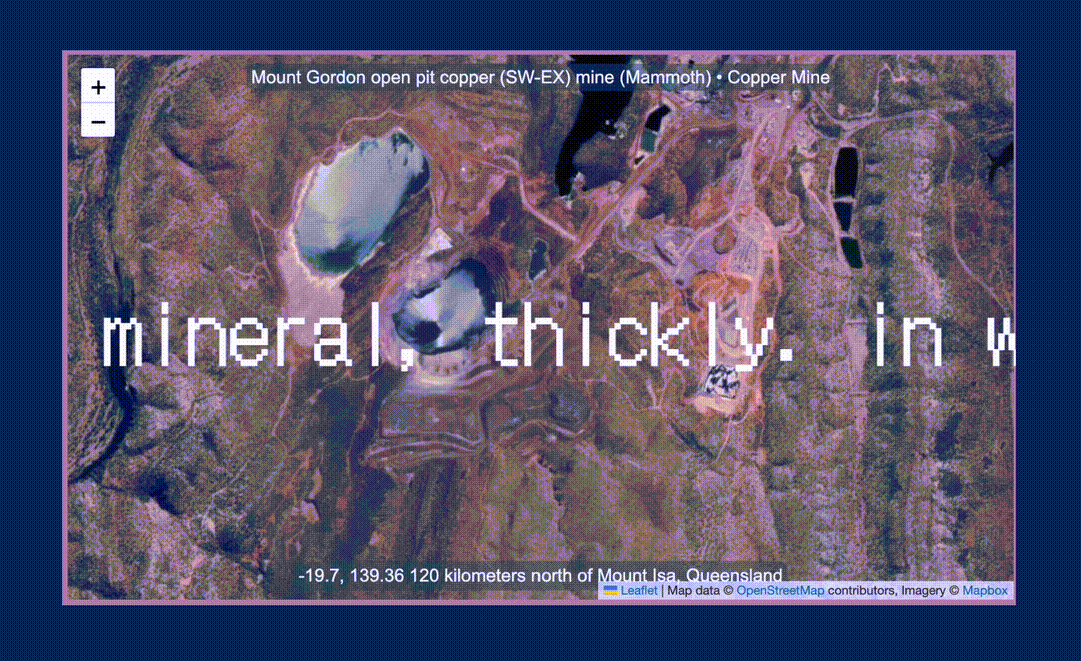 +
Mount Gordon open pit copper (SW-EX) mine (Mammoth) • Copper Mine
−
mineral, thickly. in
-19.7, 139.36 120 kilometers north of Mount Isa, Queensland
Leaflet | Map data © OpenStreetMap contributors, Imagery © Mapbox